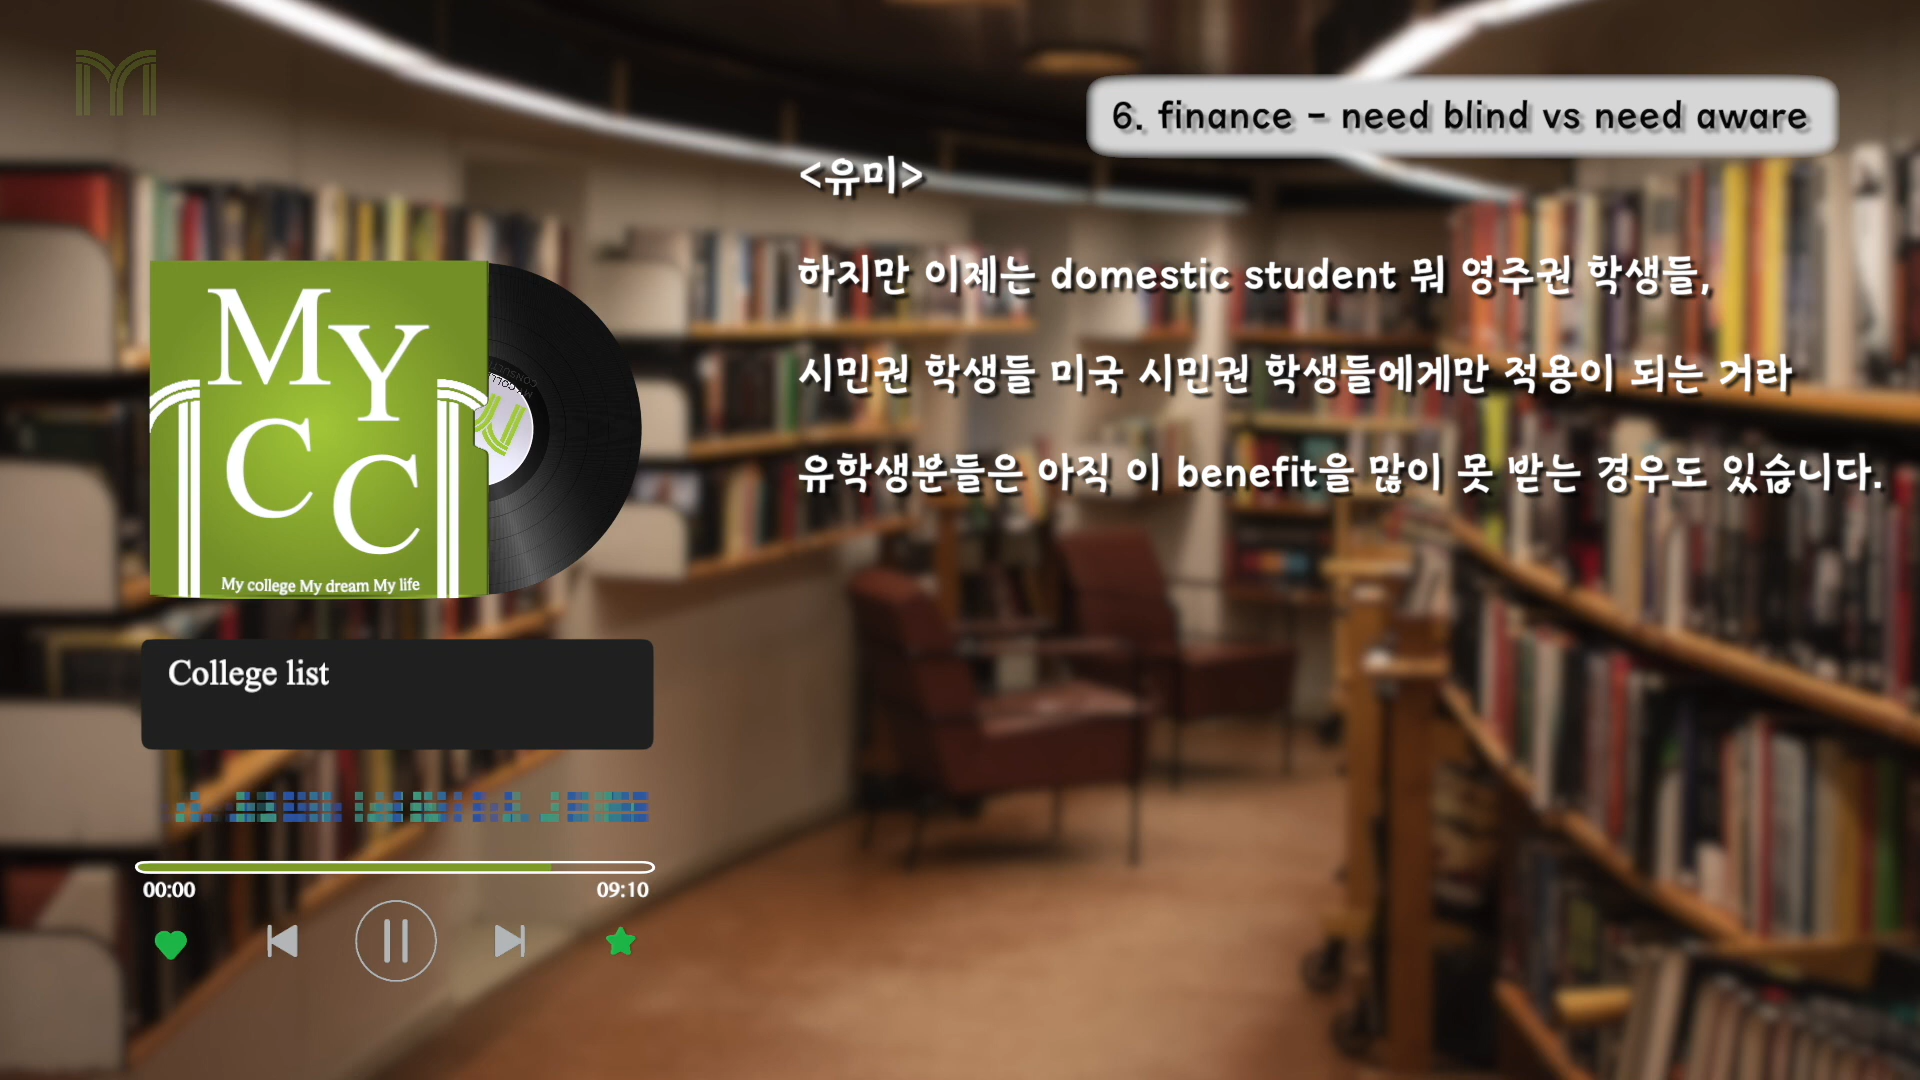 6. finance - need blind vs need aware
<유미>
하지만 이제는 domestic student 뭐 영주권 학생들,
시민권 학생들 미국 시민권 학생들에게만 적용이 되는 거라
유학생분들은 아직 이 benefit을 많이 못 받는 경우도 있습니다.
MY
CC
My college My dream My life
College list
00:00
09:10